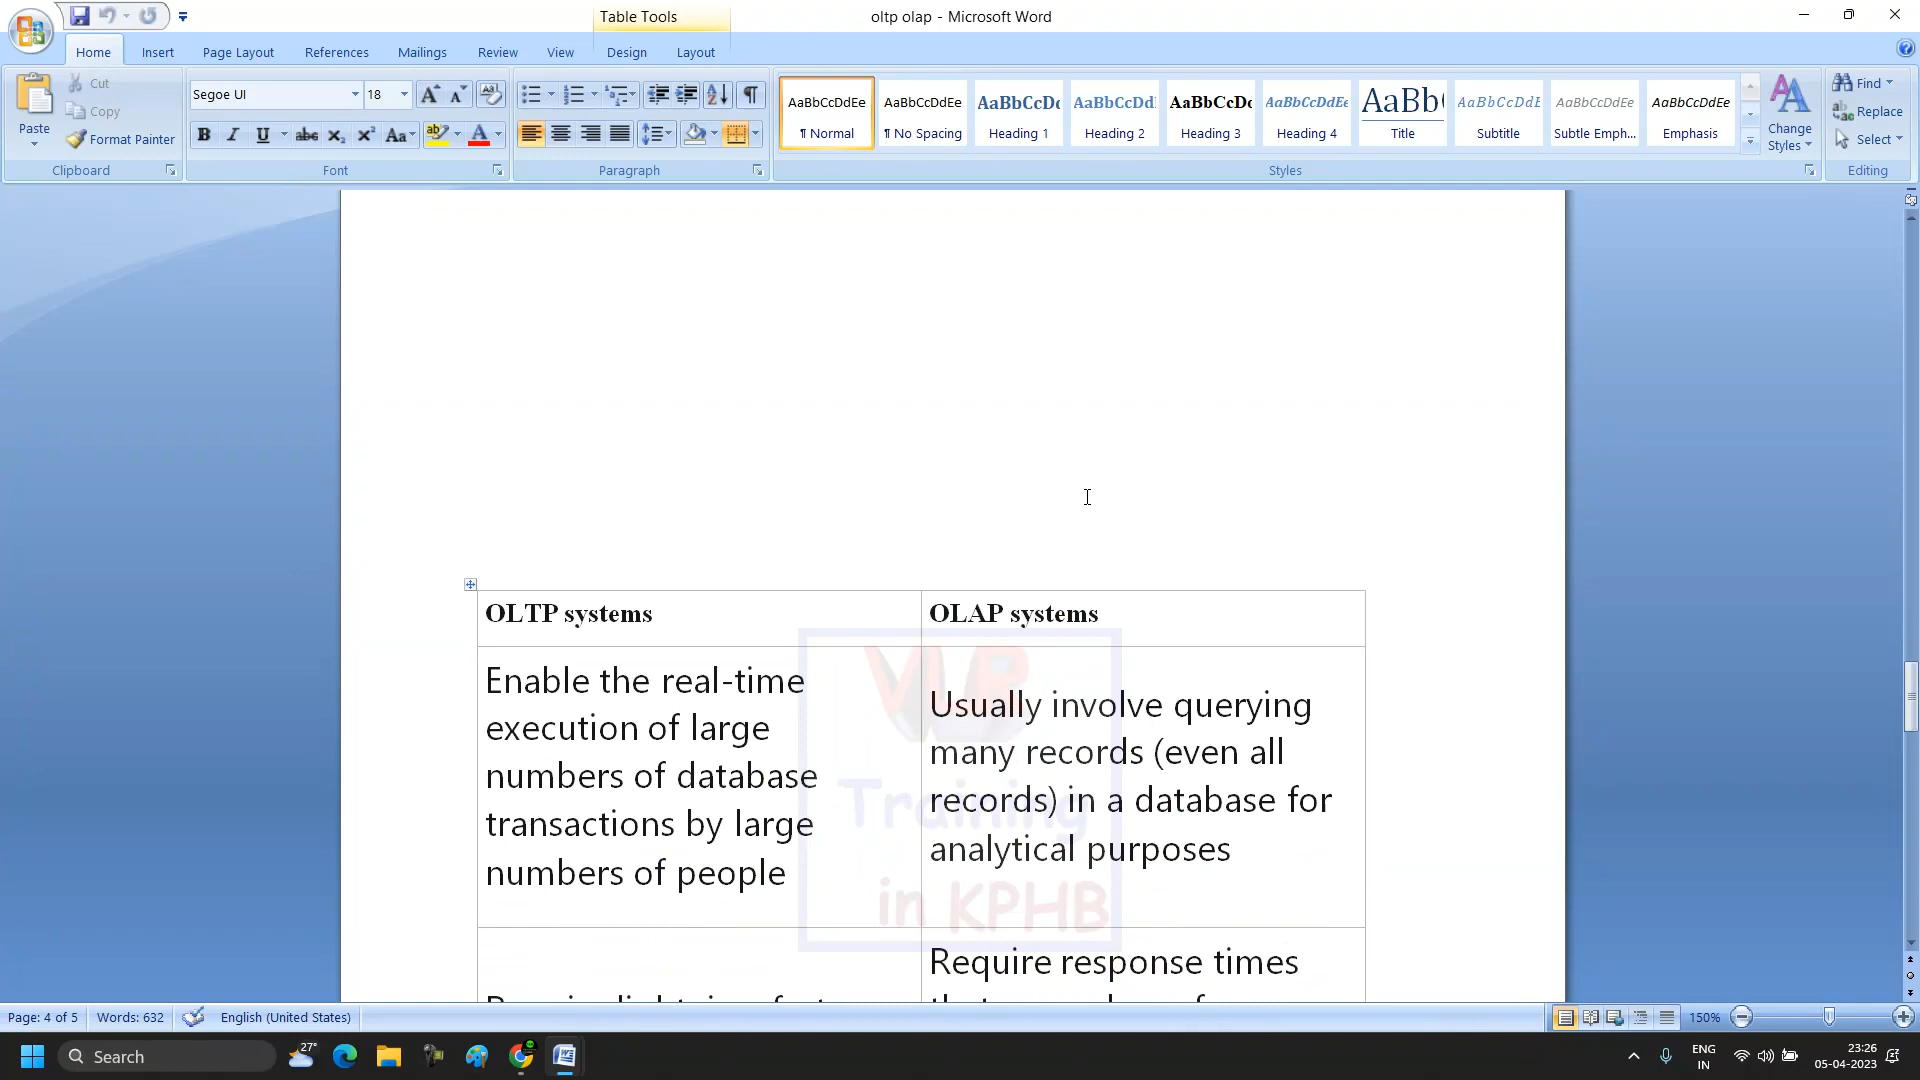 Table Tools
oltp olap - Microsoft Word
Home Insert Page Layout References Mailings Review View Design Layout
Paste
Cut
Copy
Format Painter
Clipboard
Segoe UI 18
Font
Paragraph
AaBbCcDdEe AaBbCcDdEe AaBbCcDc AaBbCcDdI AaBbCcDc AaBbCcDdEe AaBb( AaBbCcDdE AaBbCcDdEe AaBbCcDdEe
¶ Normal ¶ No Spacing Heading 1 Heading 2 Heading 3 Heading 4 Title Subtitle Subtle Emph... Emphasis
Change
Styles
Styles
Find
Replace
Select
Editing
OLTP systems
OLAP systems
Enable the real-time
execution of large
numbers of database
transactions by large
numbers of people
Usually involve querying
many records (even all
records) in a database for
analytical purposes
Require response times
VLR
Training
in KPHB
Page: 4 of 5 Words: 632 English (United States) 150%
27°
Search
ENG
IN
23:26
05-04-2023